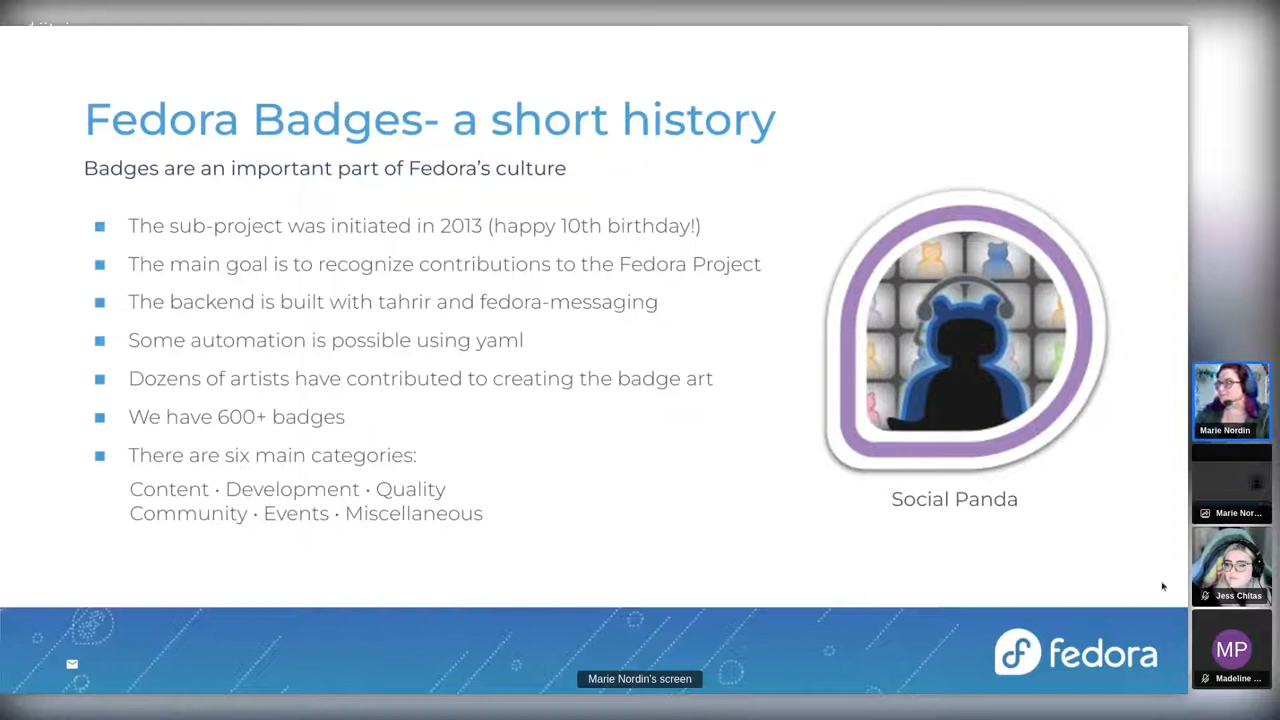 Fedora Badges- a short history
Badges are an important part of Fedora's culture
The sub-project was initiated in 2013 (happy 10th birthday!)
The main goal is to recognize contributions to the Fedora Project
The backend is built with tahrir and fedora-messaging
Some automation is possible using yaml
Dozens of artists have contributed to creating the badge art
We have 600+ badges
There are six main categories:
Content • Development • Quality
Community • Events • Miscellaneous
Social Panda
fedora
Marie Nordin's screen
Marie Nordin
Marie Nor...
Jess Chitas
MP
Madeline ...